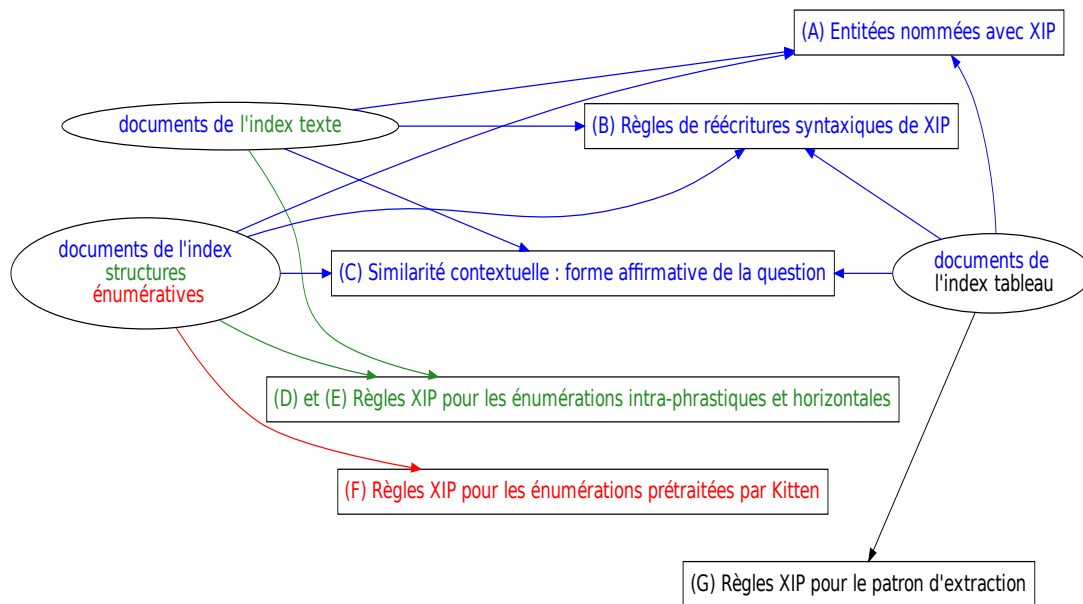 (A) Entitées nommées avec XIP
documents de l'index texte
(B) Règles de réécritures syntaxiques de XIP
documents de l'index
structures
énumératives
(C) Similarité contextuelle : forme affirmative de la question
documents de
l'index tableau
(D) et (E) Règles XIP pour les énumérations intra-phrastiques et horizontales
(F) Règles XIP pour les énumérations prétraitées par Kitten
(G) Règles XIP pour le patron d'extraction